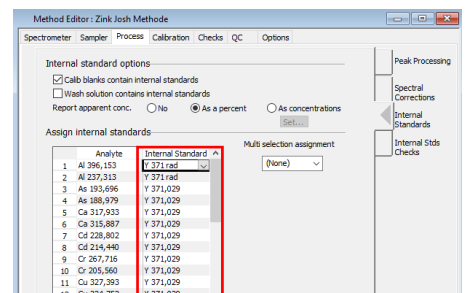 Method Editor : Zink Josh Methode
Spectrometer Sampler Process Calibration Checks QC Options
Internal standard options
Calib blanks contain internal standards
Wash solution contains internal standards
Report apparent conc. No As a percent As concentrations
Set...
Assign internal standards
Multi selection assignment
(None)
Analyte Internal Standard
1 Al 396,153 Y 371 rad
2 Al 237,313 Y 371 rad
3 As 193,696 Y 371,029
4 As 188,979 Y 371,029
5 Ca 317,933 Y 371,029
6 Ca 315,887 Y 371,029
7 Cd 228,802 Y 371,029
8 Cd 214,440 Y 371,029
9 Cr 267,716 Y 371,029
10 Cr 205,560 Y 371,029
11 Cu 327,393 Y 371,029
Peak Processing
Spectral
Corrections
Internal
Standards
Internal Stds
Checks